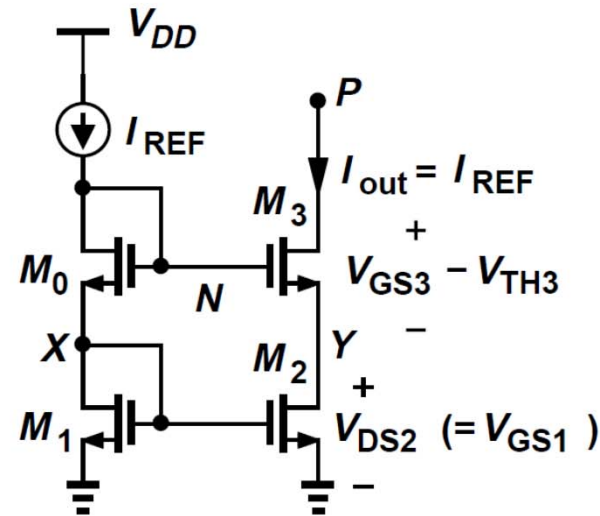 V_DD
P
I_REF
I_out = I_REF
M_3
+
M_0
N
V_GS3 − V_TH3
−
X
Y
M_2
+
M_1
V_DS2 (= V_GS1 )
−